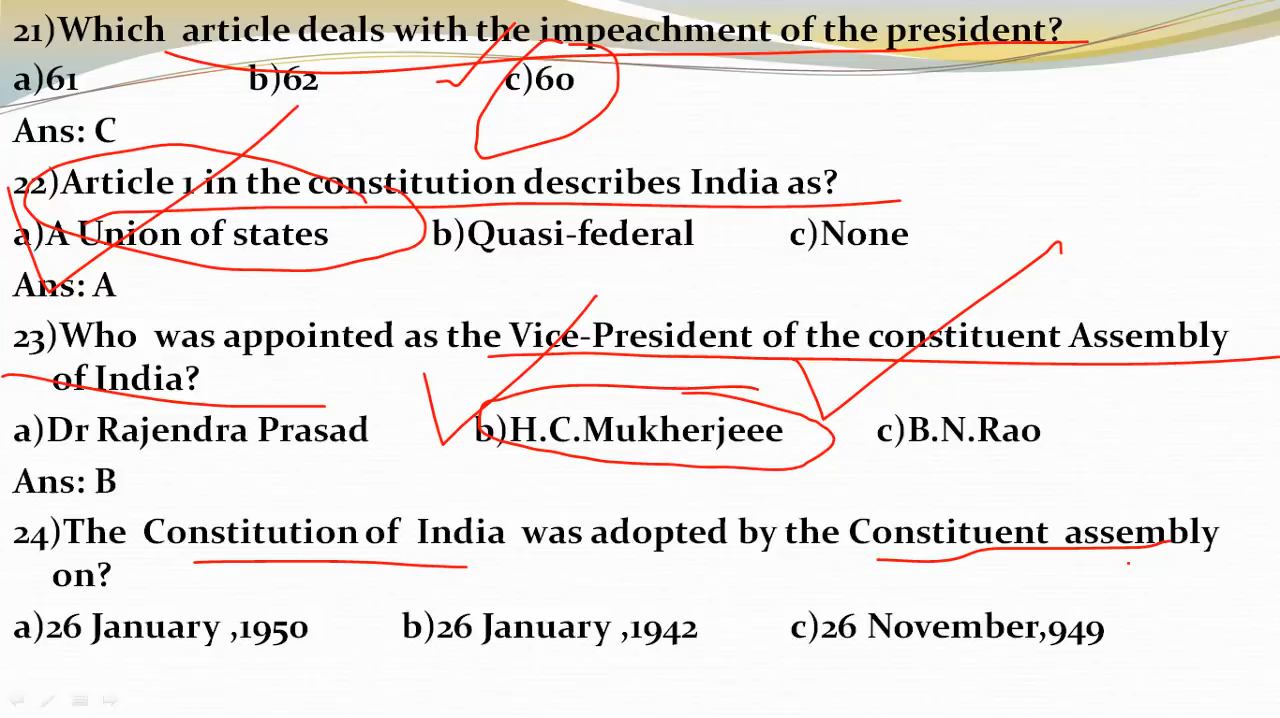 21)Which article deals with the impeachment of the president?
a)61 b)62 c)60
Ans: C
22)Article 1 in the constitution describes India as?
a)A Union of states b)Quasi-federal c)None
Ans: A
23)Who was appointed as the Vice-President of the constituent Assembly
of India?
a)Dr Rajendra Prasad b)H.C.Mukherjeee c)B.N.Rao
Ans: B
24)The Constitution of India was adopted by the Constituent assembly
on?
a)26 January ,1950 b)26 January ,1942 c)26 November,949